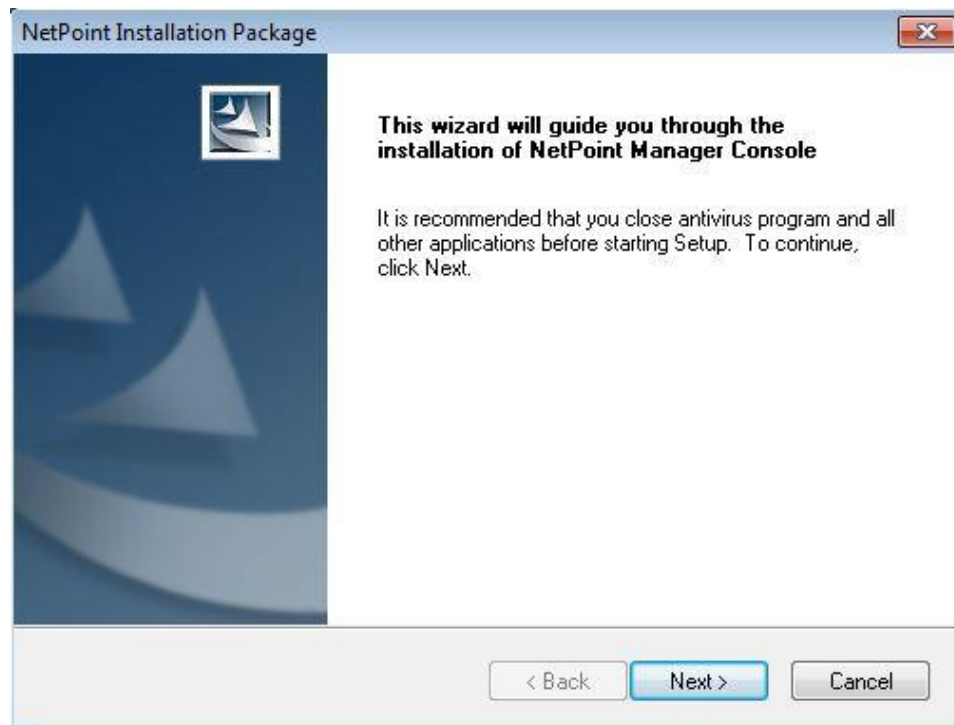 NetPoint Installation Package
This wizard will guide you through the
installation of NetPoint Manager Console
It is recommended that you close antivirus program and all
other applications before starting Setup.  To continue,
click Next.
< Back
Next >
Cancel